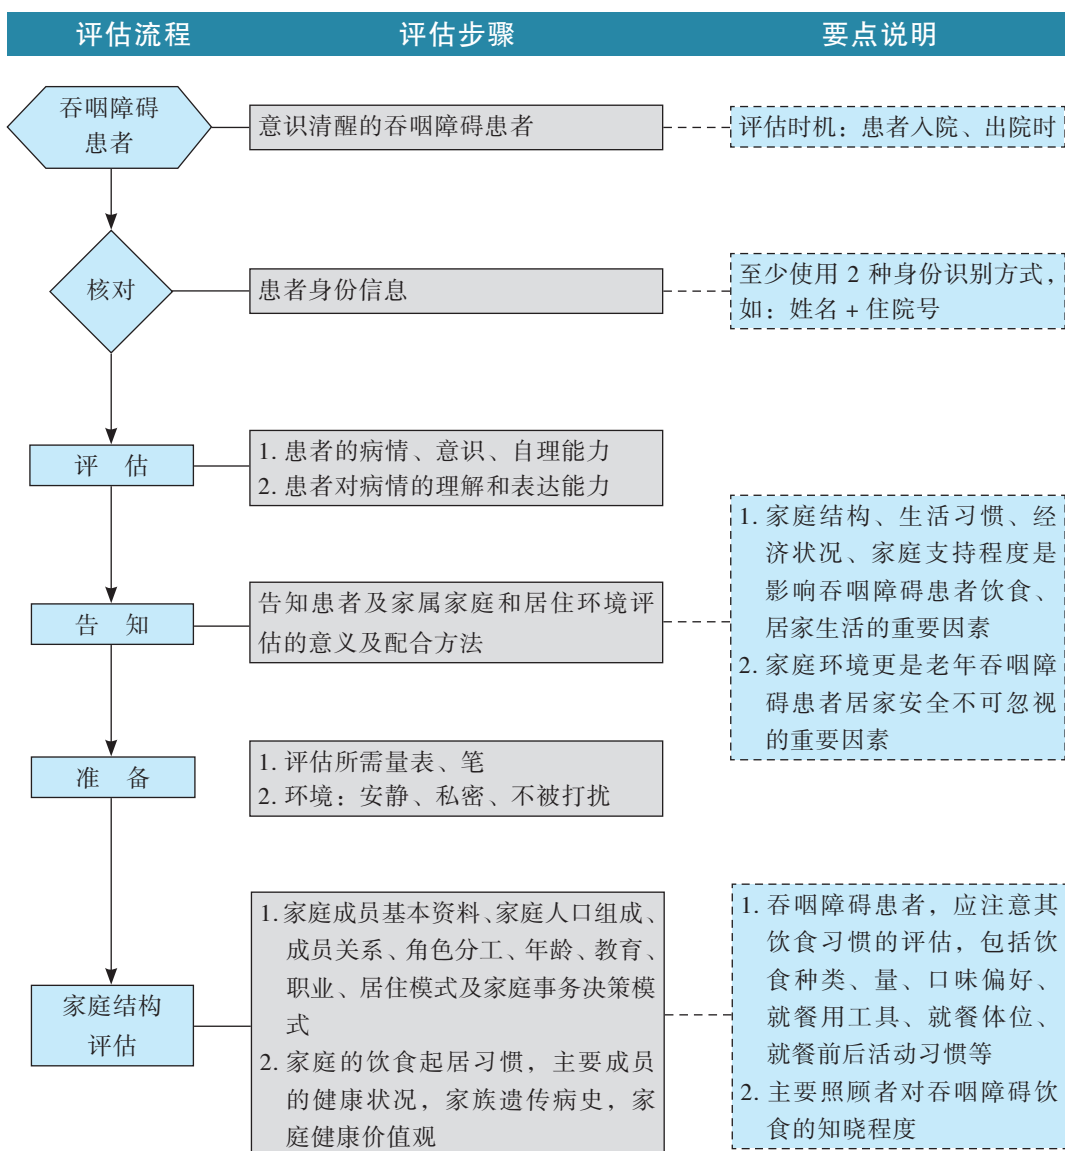 评估流程 评估步骤 要点说明
吞咽障碍
患者
意识清醒的吞咽障碍患者
评估时机：患者入院、出院时
核对
患者身份信息
至少使用 2 种身份识别方式，
如：姓名 + 住院号
评 估
1. 患者的病情、意识、自理能力
2. 患者对病情的理解和表达能力
告 知
告知患者及家属家庭和居住环境评
估的意义及配合方法
1. 家庭结构、生活习惯、经
济状况、家庭支持程度是
影响吞咽障碍患者饮食、
居家生活的重要因素
2. 家庭环境更是老年吞咽障
碍患者居家安全不可忽视
的重要因素
准 备
1. 评估所需量表、笔
2. 环境：安静、私密、不被打扰
家庭结构
评估
1. 家庭成员基本资料、家庭人口组成、
成员关系、角色分工、年龄、教育、
职业、居住模式及家庭事务决策模
式
2. 家庭的饮食起居习惯，主要成员
的健康状况，家族遗传病史，家
庭健康价值观
1. 吞咽障碍患者，应注意其
饮食习惯的评估，包括饮
食种类、量、口味偏好、
就餐用工具、就餐体位、
就餐前后活动习惯等
2. 主要照顾者对吞咽障碍饮
食的知晓程度